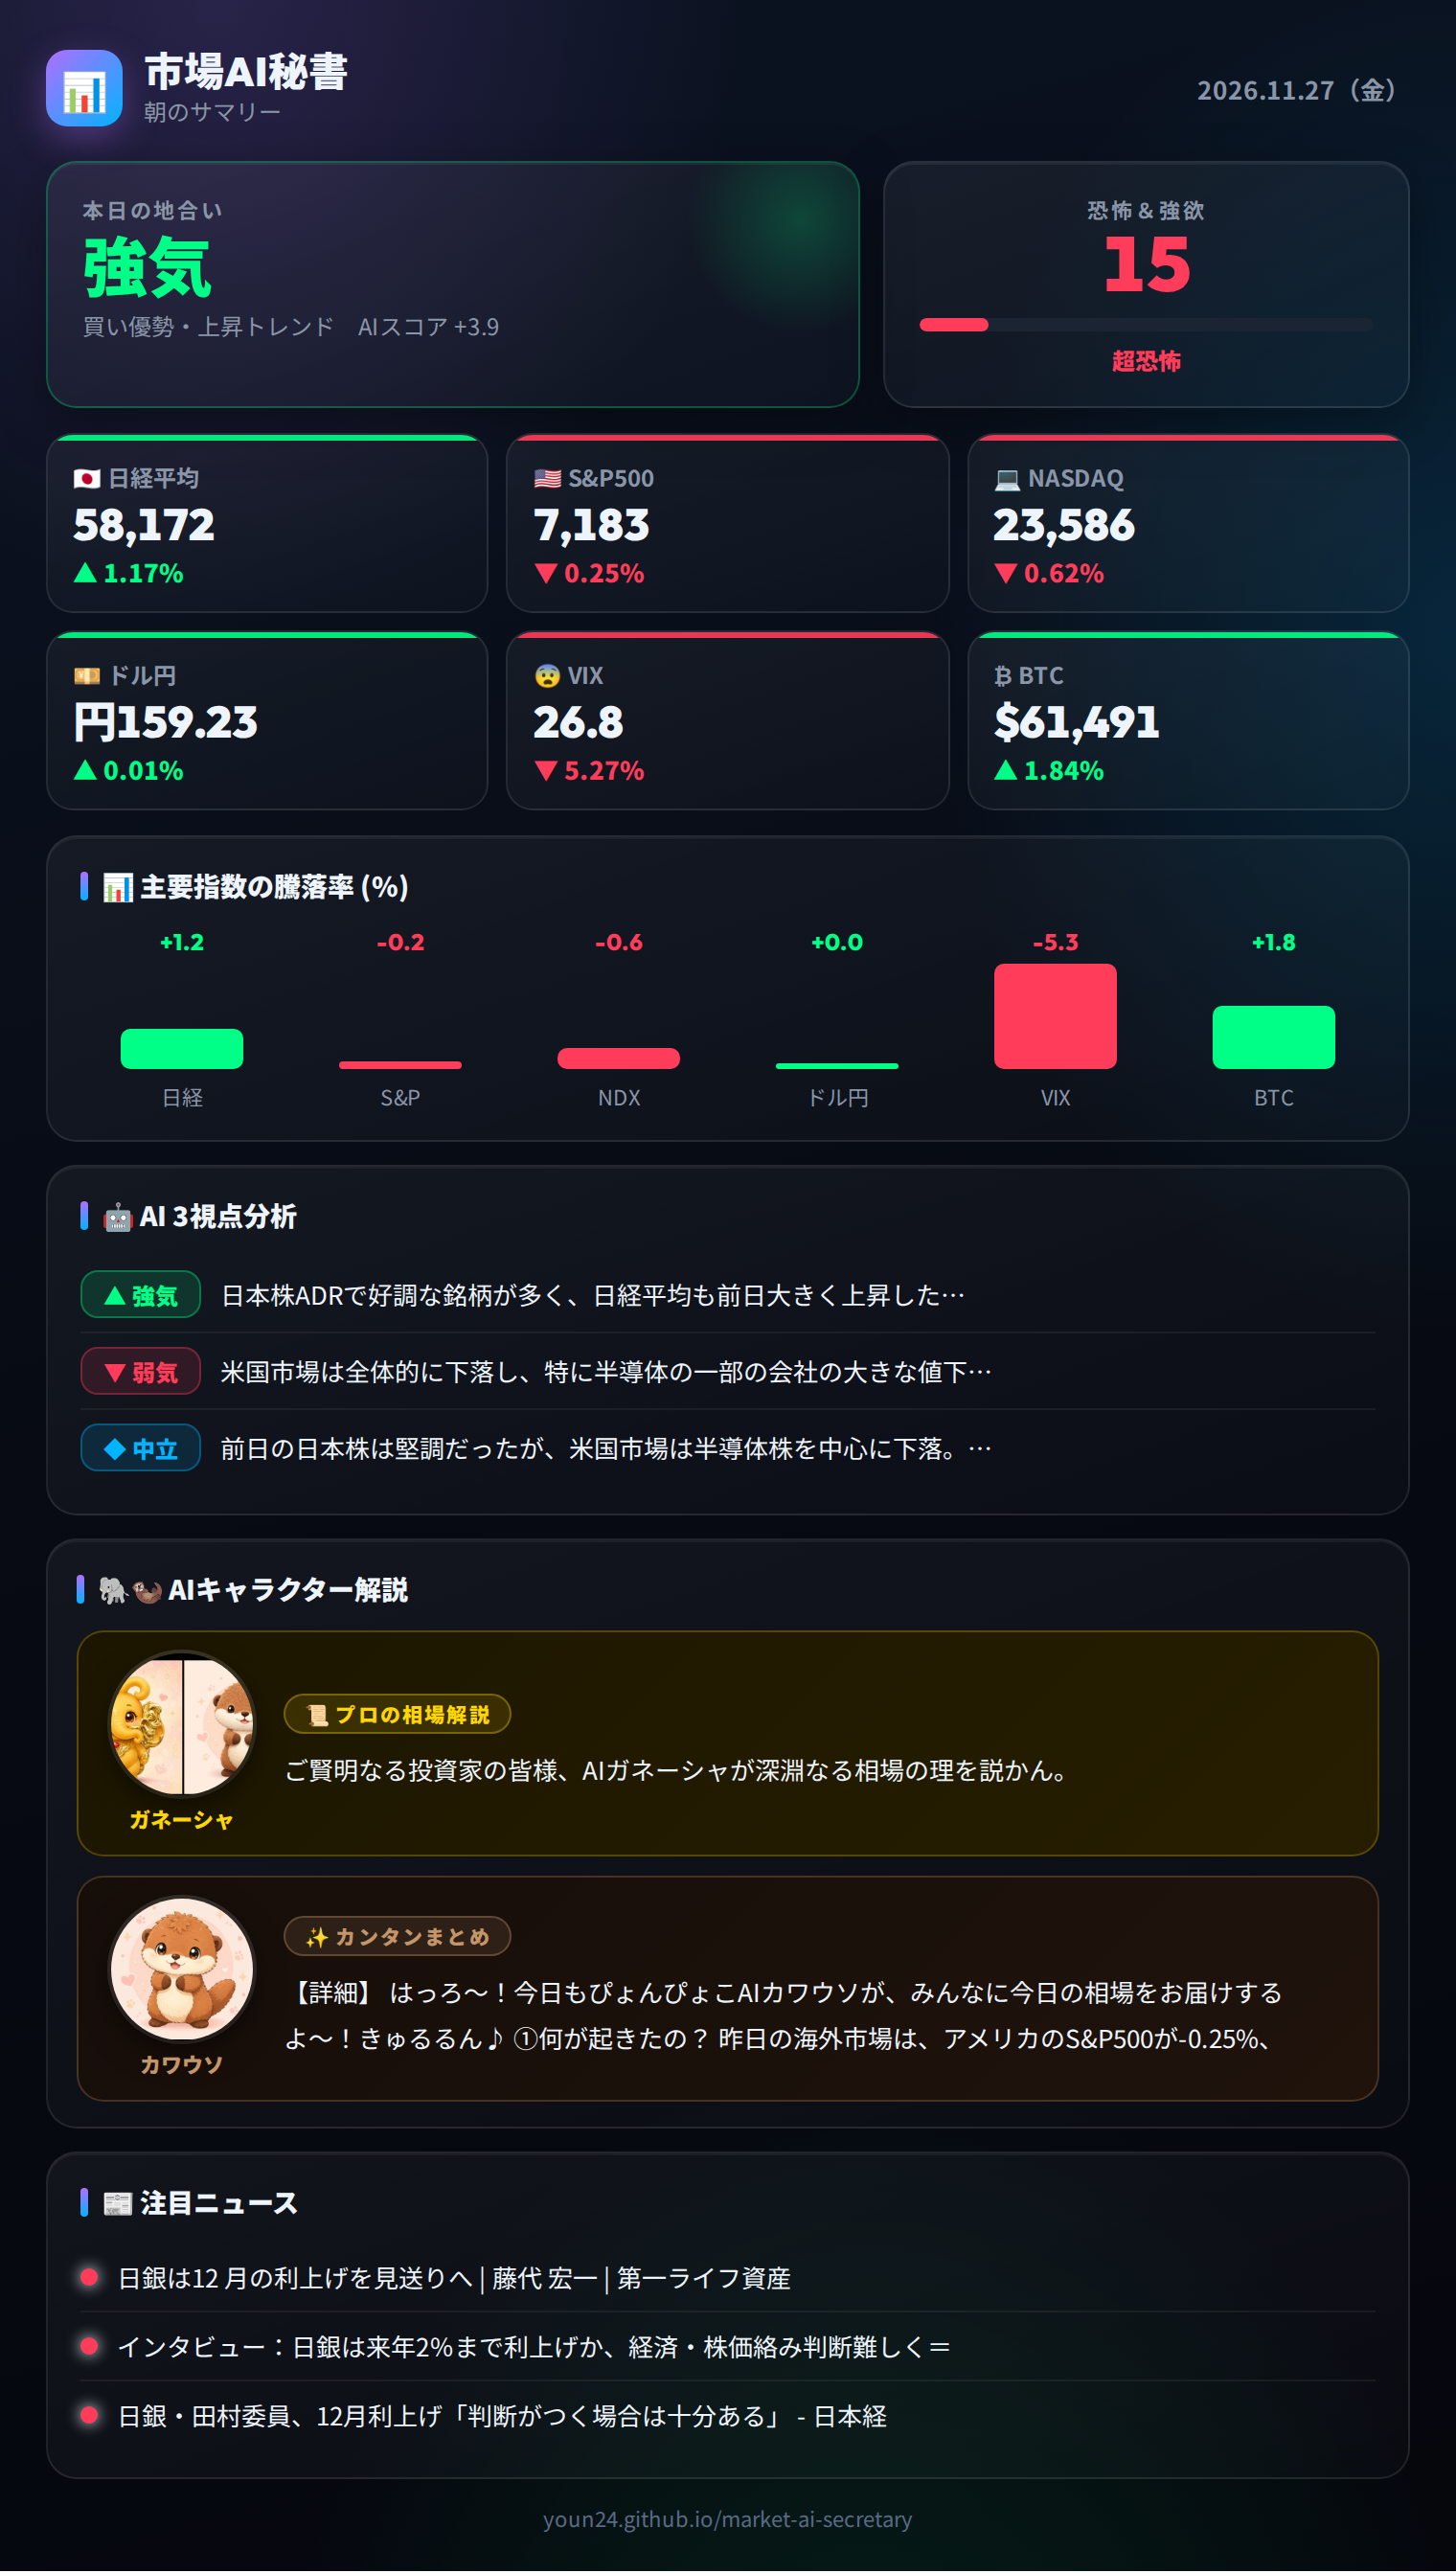 市場AI秘書
朝のサマリー
2026.11.27（金）
本日の地合い
強気
買い優勢・上昇トレンド　AIスコア +3.9
恐怖 & 強欲
15
超恐怖
🇯🇵 日経平均
58,172
▲ 1.17%
🇺🇸 S&P500
7,183
▼ 0.25%
💻 NASDAQ
23,586
▼ 0.62%
💴 ドル円
円159.23
▲ 0.01%
😨 VIX
26.8
▼ 5.27%
₿ BTC
$61,491
▲ 1.84%
📊 主要指数の騰落率 (%)
+1.2
-0.2
-0.6
+0.0
-5.3
+1.8
日経
S&P
NDX
ドル円
VIX
BTC
🤖 AI 3視点分析
▲ 強気
日本株ADRで好調な銘柄が多く、日経平均も前日大きく上昇した…
▼ 弱気
米国市場は全体的に下落し、特に半導体の一部の会社の大きな値下…
◆ 中立
前日の日本株は堅調だったが、米国市場は半導体株を中心に下落。…
🐘🦦 AIキャラクター解説
📜 プロの相場解説
ご賢明なる投資家の皆様、AIガネーシャが深淵なる相場の理を説かん。
ガネーシャ
✨ カンタンまとめ
【詳細】 はっろ〜！今日もぴょんぴょこAIカワウソが、みんなに今日の相場をお届けする
よ〜！きゅるるん♪ ①何が起きたの？ 昨日の海外市場は、アメリカのS&P500が-0.25%、
カワウソ
📰 注目ニュース
日銀は12 月の利上げを見送りへ | 藤代 宏一 | 第一ライフ資産
インタビュー：日銀は来年2%まで利上げか、経済・株価絡み判断難しく＝
日銀・田村委員、12月利上げ「判断がつく場合は十分ある」 - 日本経
youn24.github.io/market-ai-secretary